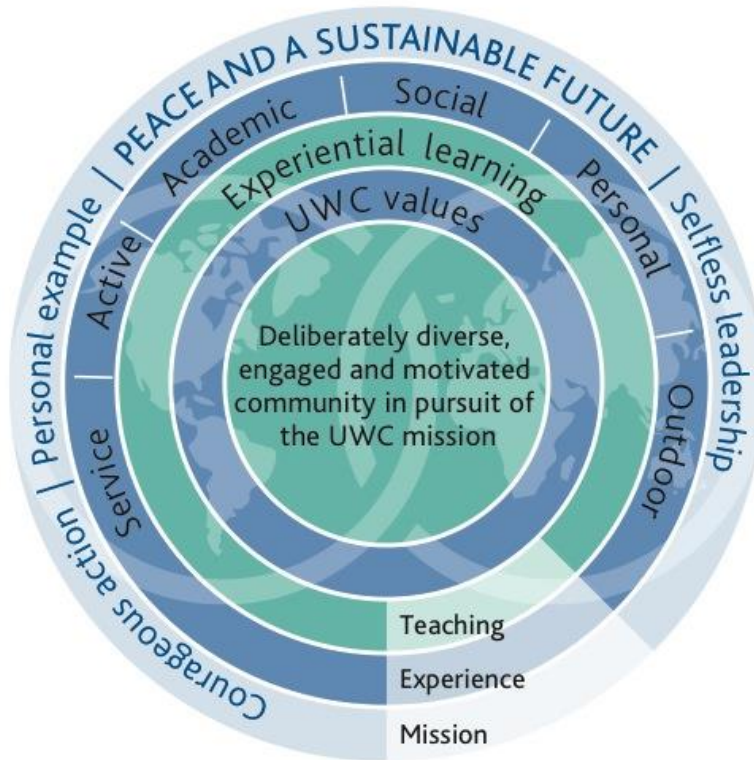 PEACE AND A SUSTAINABLE FUTURE
Selfless leadership
Personal example
Courageous action
Academic
Social
Personal
Active
Outdoor
Service
Experiential learning
UWC values
Deliberately diverse,
engaged and motivated
community in pursuit of
the UWC mission
Teaching
Experience
Mission